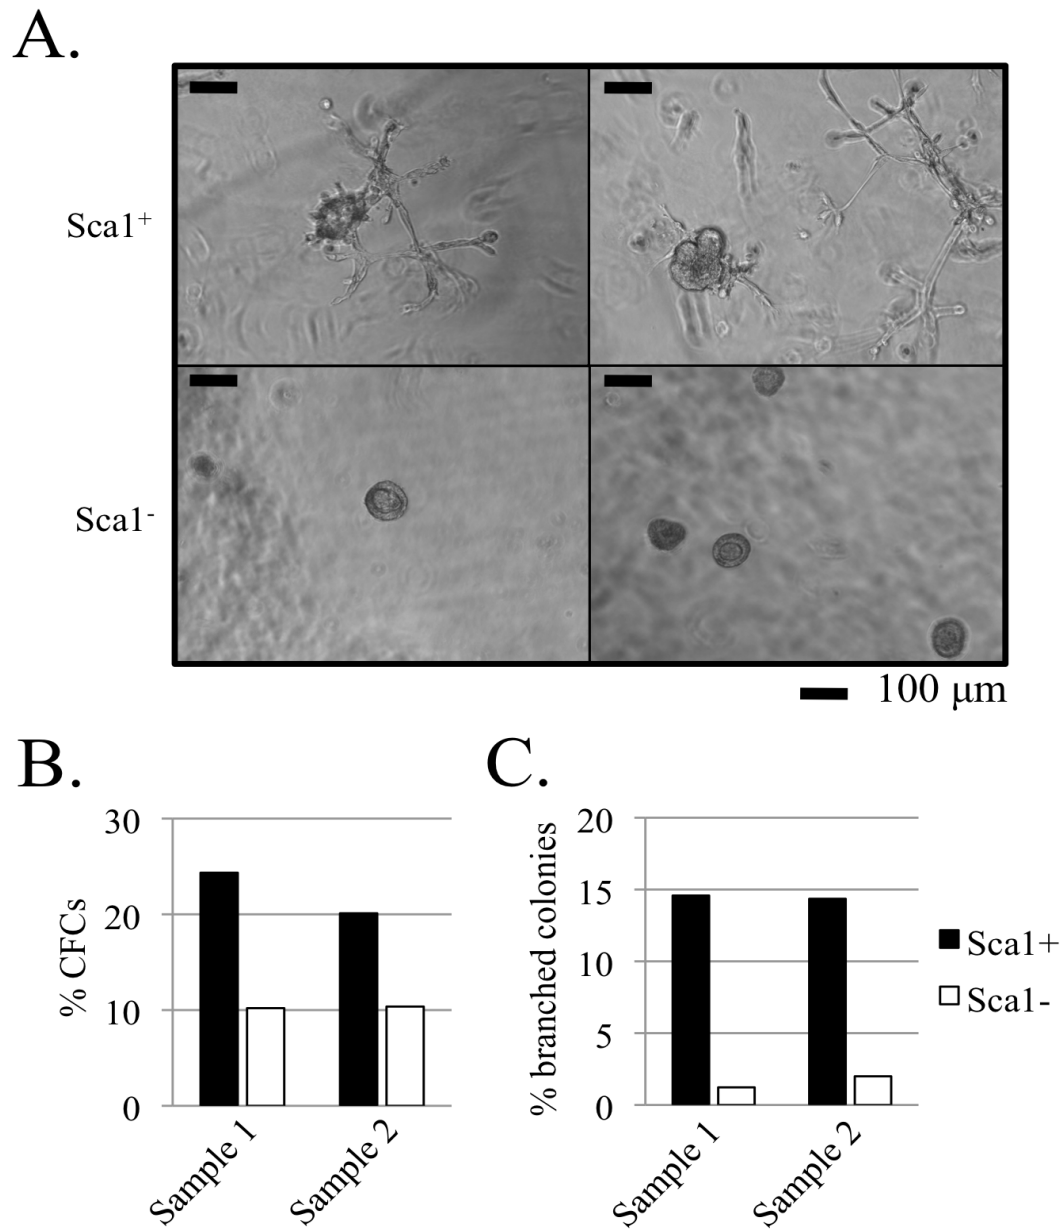 A.
Sca1+
Sca1-
100 μm
B.
C.
30
20
10
0
% CFCs
Sample 1
Sample 2
20
15
10
5
0
% branched colonies
Sample 1
Sample 2
Sca1+
Sca1-